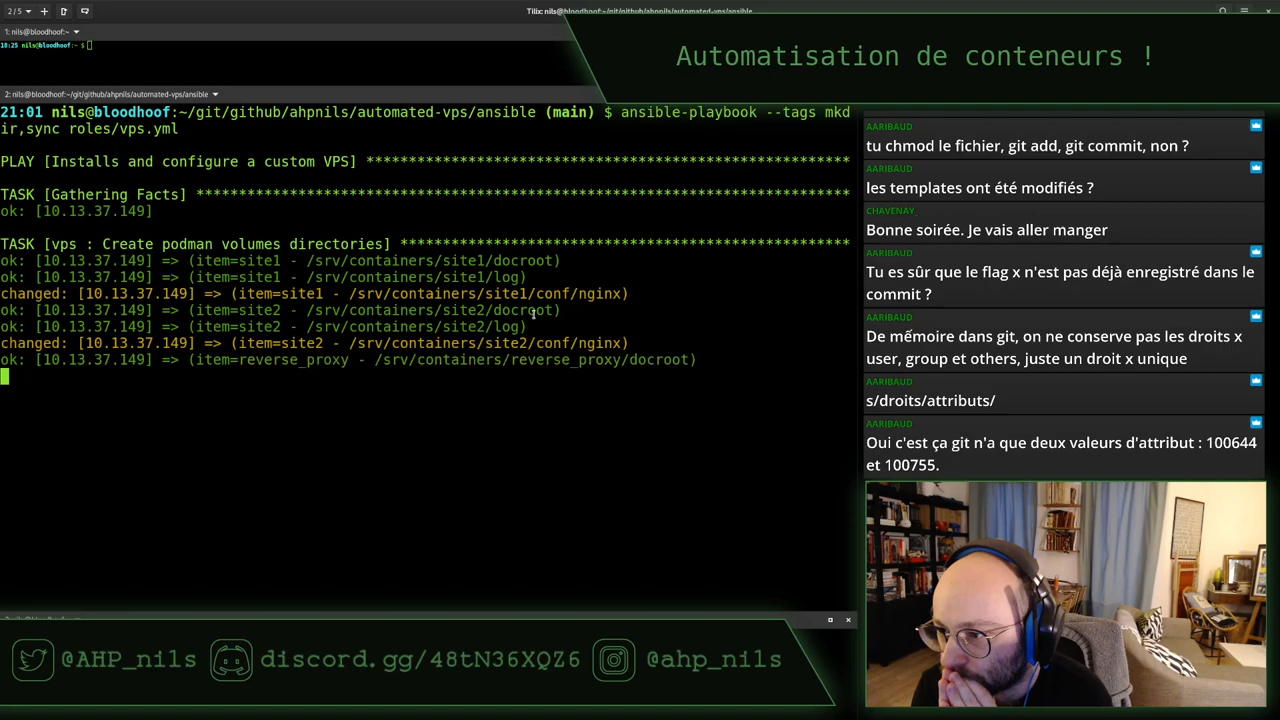 2/5
Tilix: nils@bloodhoof:~/git/github/ahpnils/automated-vps/ansible
1: nils@bloodhoof:~
18:25 nils@bloodhoof:~ $
Automatisation de conteneurs !
2: nils@bloodhoof:~/git/github/ahpnils/automated-vps/ansible
21:01 nils@bloodhoof:~/git/github/ahpnils/automated-vps/ansible (main) $ ansible-playbook --tags mkd
ir,sync roles/vps.yml
PLAY [Installs and configure a custom VPS] ********************************************************
TASK [Gathering Facts] ****************************************************************************
ok: [10.13.37.149]
TASK [vps : Create podman volumes directories] ****************************************************
ok: [10.13.37.149] => (item=site1 - /srv/containers/site1/docroot)
ok: [10.13.37.149] => (item=site1 - /srv/containers/site1/log)
changed: [10.13.37.149] => (item=site1 - /srv/containers/site1/conf/nginx)
ok: [10.13.37.149] => (item=site2 - /srv/containers/site2/docroot)
ok: [10.13.37.149] => (item=site2 - /srv/containers/site2/log)
changed: [10.13.37.149] => (item=site2 - /srv/containers/site2/conf/nginx)
ok: [10.13.37.149] => (item=reverse_proxy - /srv/containers/reverse_proxy/docroot)
AARIBAUD
tu chmod le fichier, git add, git commit, non ?
AARIBAUD
les templates ont été modifiés ?
CHAVENAY_
Bonne soirée. Je vais aller manger
AARIBAUD
Tu es sûr que le flag x n'est pas déjà enregistré dans le
commit ?
AARIBAUD
De mémoire dans git, on ne conserve pas les droits x
user, group et others, juste un droit x unique
AARIBAUD
s/droits/attributs/
AARIBAUD
Oui c'est ça git n'a que deux valeurs d'attribut : 100644
et 100755.
@AHP_nils
discord.gg/48tN36XQZ6
@ahp_nils